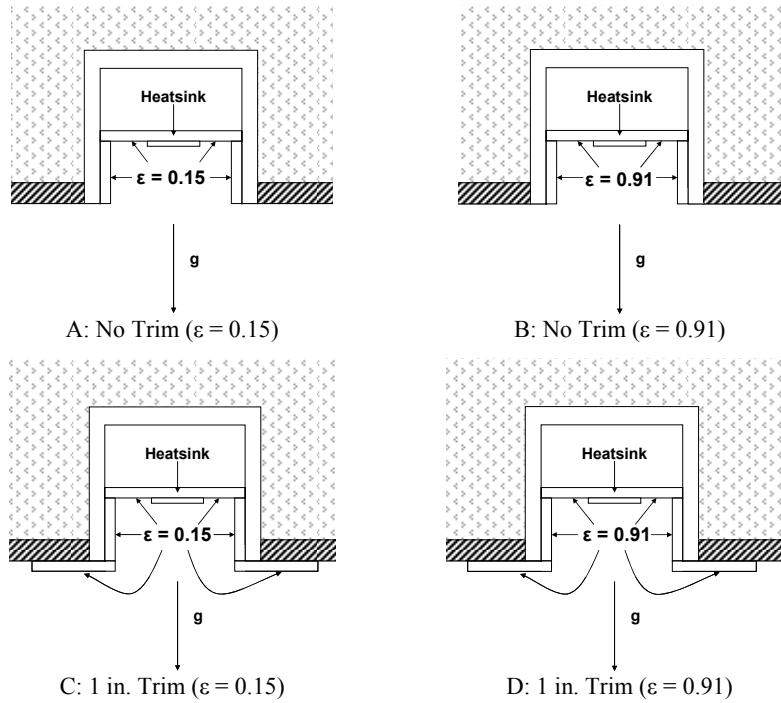 Heatsink
ε = 0.15
g
A: No Trim (ε = 0.15)
Heatsink
ε = 0.91
g
B: No Trim (ε = 0.91)
Heatsink
ε = 0.15
g
C: 1 in. Trim (ε = 0.15)
Heatsink
ε = 0.91
g
D: 1 in. Trim (ε = 0.91)